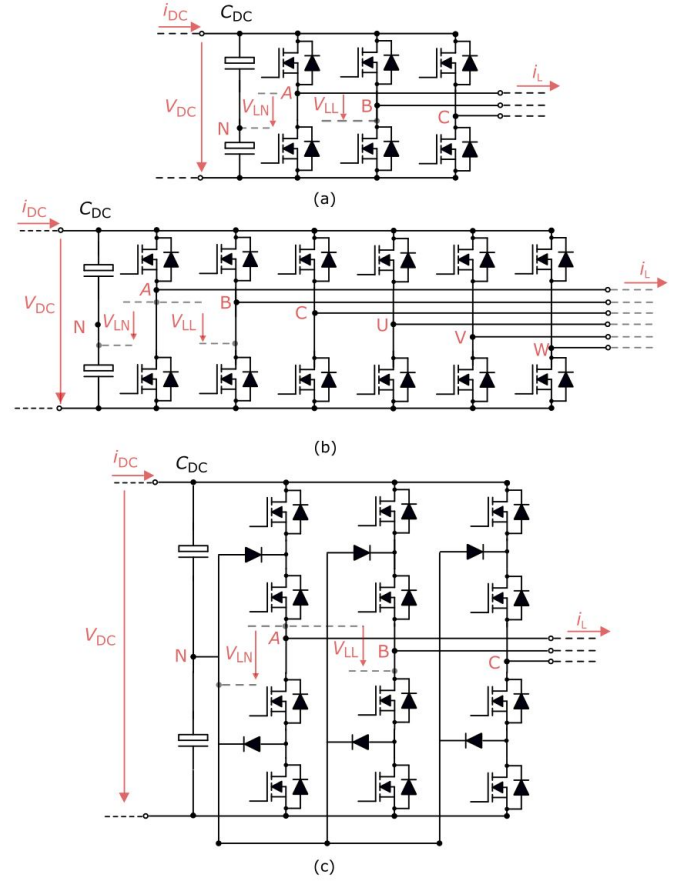 i_DC C_DC
V_DC N V_LN A V_LL B C i_L
(a)
i_DC C_DC
V_DC N V_LN A V_LL B C U V W i_L
(b)
i_DC C_DC
V_DC N V_LN A V_LL B C i_L
(c)